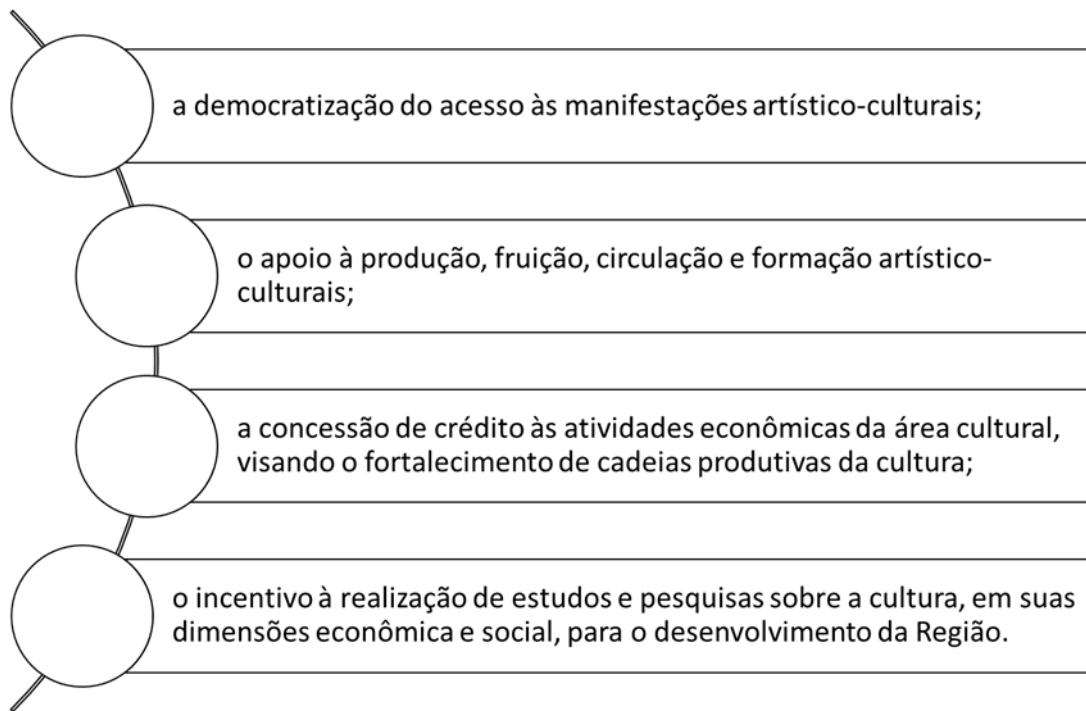 a democratização do acesso às manifestações artístico-culturais;
o apoio à produção, fruição, circulação e formação artístico-
culturais;
a concessão de crédito às atividades econômicas da área cultural,
visando o fortalecimento de cadeias produtivas da cultura;
o incentivo à realização de estudos e pesquisas sobre a cultura, em suas
dimensões econômica e social, para o desenvolvimento da Região.